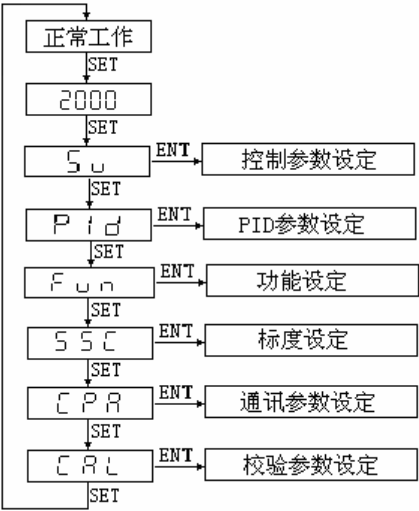 正常工作
SET
2000
SET
Su ENT 控制参数设定
SET
PId ENT PID参数设定
SET
Fun ENT 功能设定
SET
SSC ENT 标度设定
SET
CPA ENT 通讯参数设定
SET
CAL ENT 校验参数设定
SET